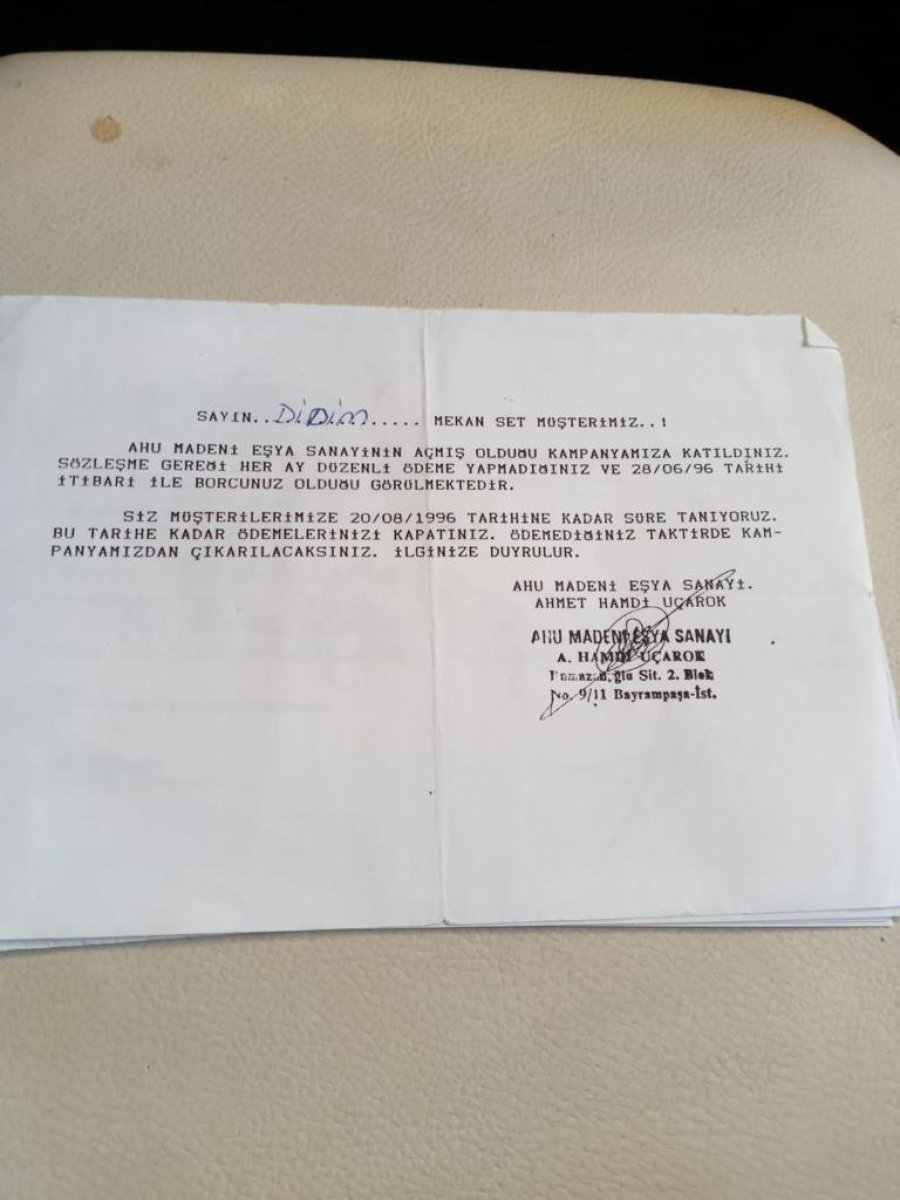 SAYIN..DİDİM..... MEKAN SET MÜŞTERİMİZ..!
AHU MADENİ EŞYA SANAYİNİN AÇMIŞ OLDUĞU KAMPANYAMIZA KATILDINIZ.
SÖZLEŞME GEREĞİ HER AY DÜZENLİ ÖDEME YAPMADIĞINIZ VE 28/06/96 TARİHİ
İTİBARI İLE BORCUNUZ OLDUĞU GÖRÜLMEKTEDİR.
SİZ MÜŞTERİLERİMİZE 20/08/1996 TARİHİNE KADAR SÜRE TANIYORUZ.
BU TARİHE KADAR ÖDEMELERİNİZİ KAPATINIZ. ÖDEMEDİĞİNİZ TAKTİRDE KAM-
PANYAMIZDAN ÇIKARILACAKSINIZ. İLGİNİZE DUYRULUR.
AHU MADENİ EŞYA SANAYİ.
AHMET HAMDİ UÇAROK
AHU MADENİ EŞYA SANAYI
A. HAMDİ UÇAROK
Sit. 2. Blok
No. 9/11 Bayrampaşa-İst.